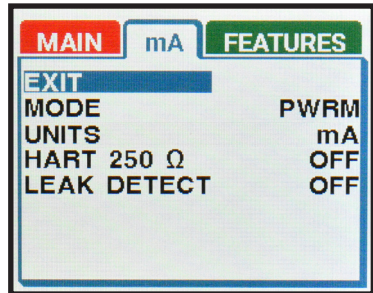 MAIN mA FEATURES
EXIT
MODE PWRM
UNITS mA
HART 250 Ω OFF
LEAK DETECT OFF